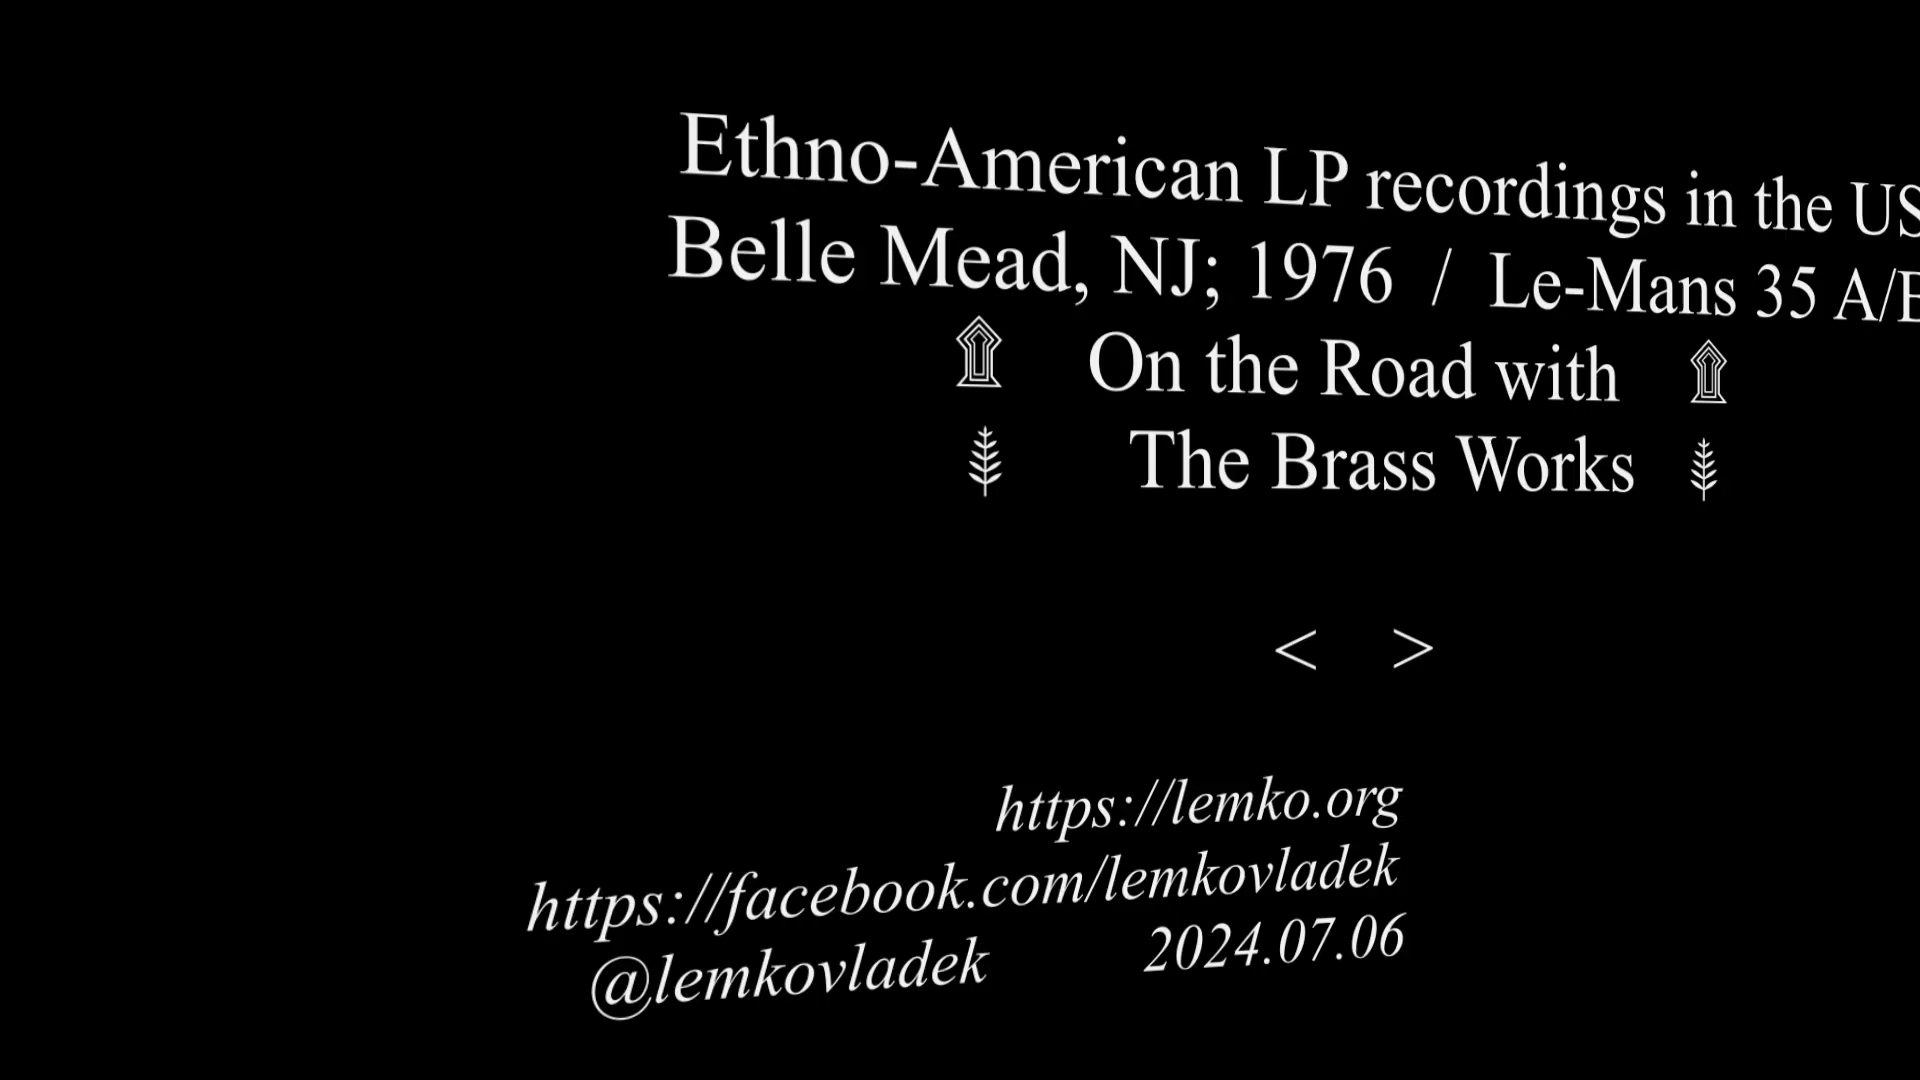 Ethno-American LP recordings in the US
Belle Mead, NJ; 1976 / Le-Mans 35 A/
۩ On the Road with ۩
The Brass Works
< >
https://lemko.org
https://facebook.com/lemkovladek
@lemkovladek 2024.07.06